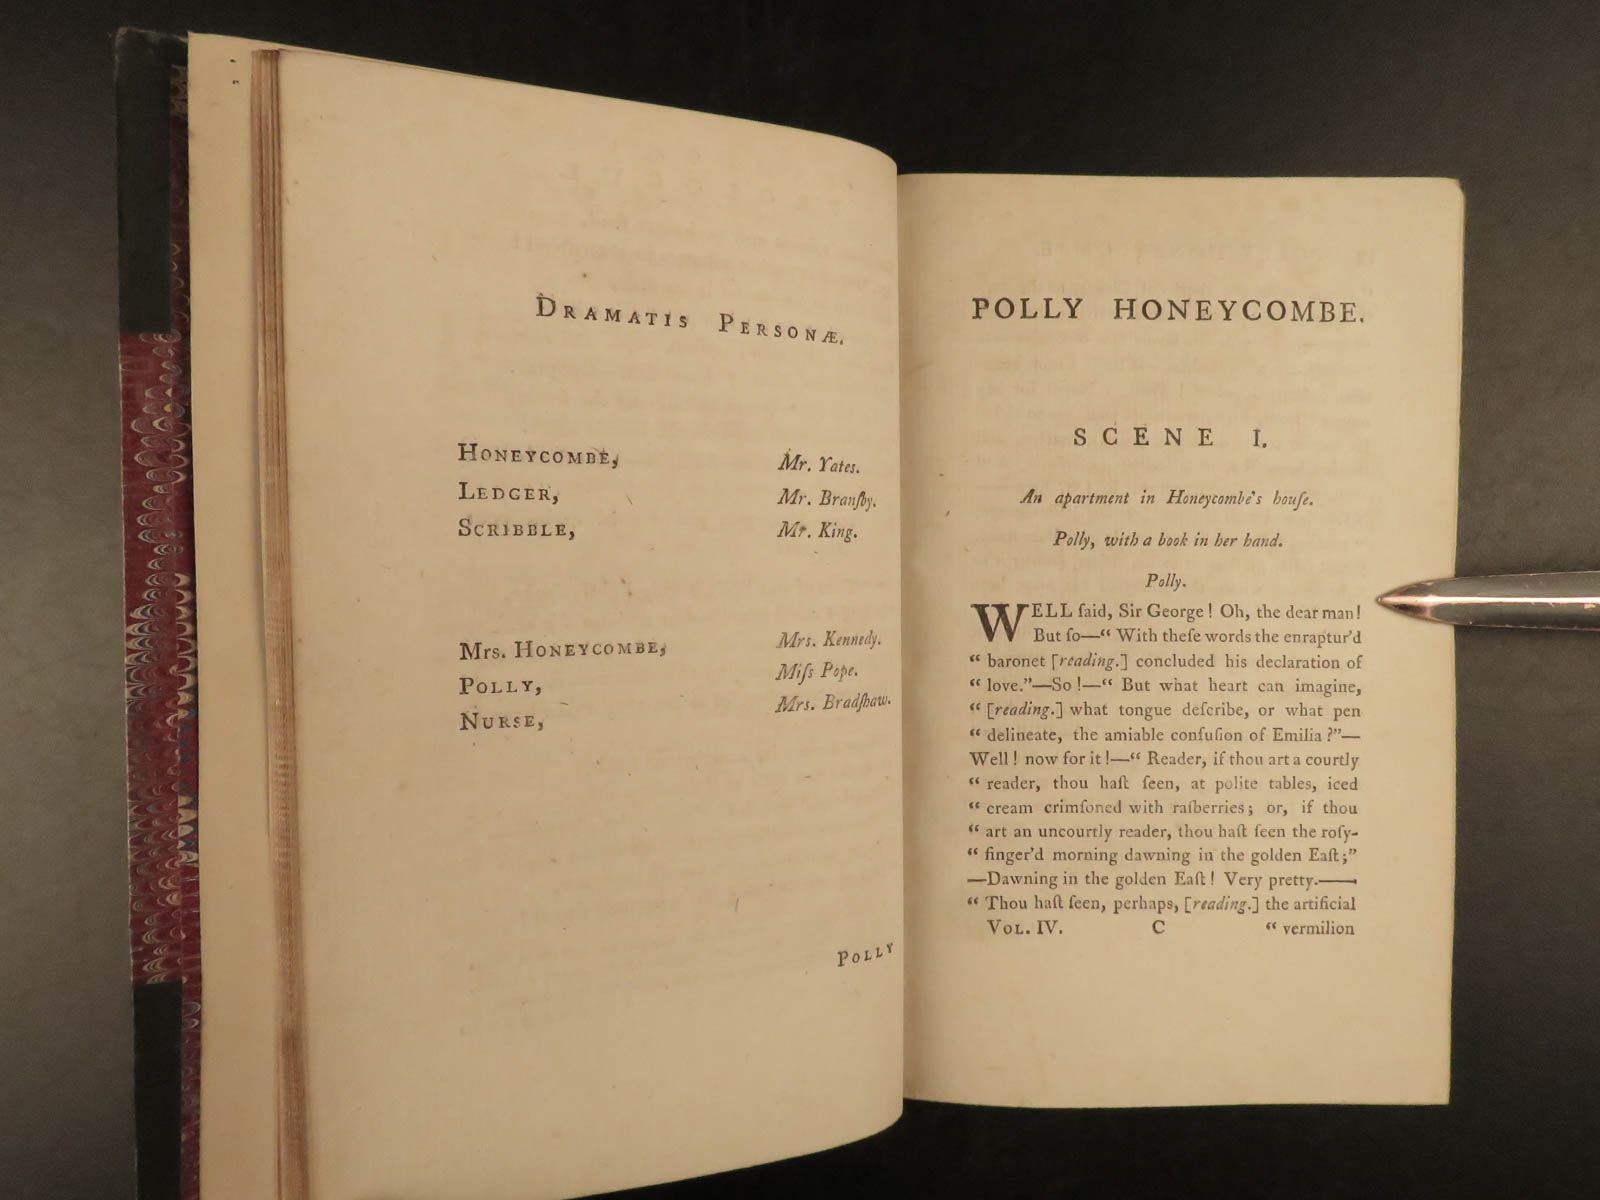 DRAMATIS PERSONÆ.
HONEYCOMBE, Mr. Yates.
LEDGER, Mr. Branſby.
SCRIBBLE, Mr. King.
Mrs. HONEYCOMBE, Mrs. Kennedy.
POLLY, Miſs Pope.
NURSE, Mrs. Bradſhaw.
POLLY
POLLY HONEYCOMBE.
SCENE I.
An apartment in Honeycombe's houſe.
Polly, with a book in her hand.
Polly.
WELL ſaid, Sir George! Oh, the dear man!
But ſo—“ With theſe words the enraptur'd
“ baronet [reading.] concluded his declaration of
“ love.”—So!—“ But what heart can imagine,
“ [reading.] what tongue deſcribe, or what pen
“ delineate, the amiable confuſion of Emilia?”—
Well! now for it!—“ Reader, if thou art a courtly
“ reader, thou haſt ſeen, at polite tables, iced
“ cream crimſoned with raſberries; or, if thou
“ art an uncourtly reader, thou haſt ſeen the roſy-
“ finger'd morning dawning in the golden Eaſt;”
—Dawning in the golden Eaſt! Very pretty.——
“ Thou haſt ſeen, perhaps, [reading.] the artificial
VOL. IV. C “ vermilion